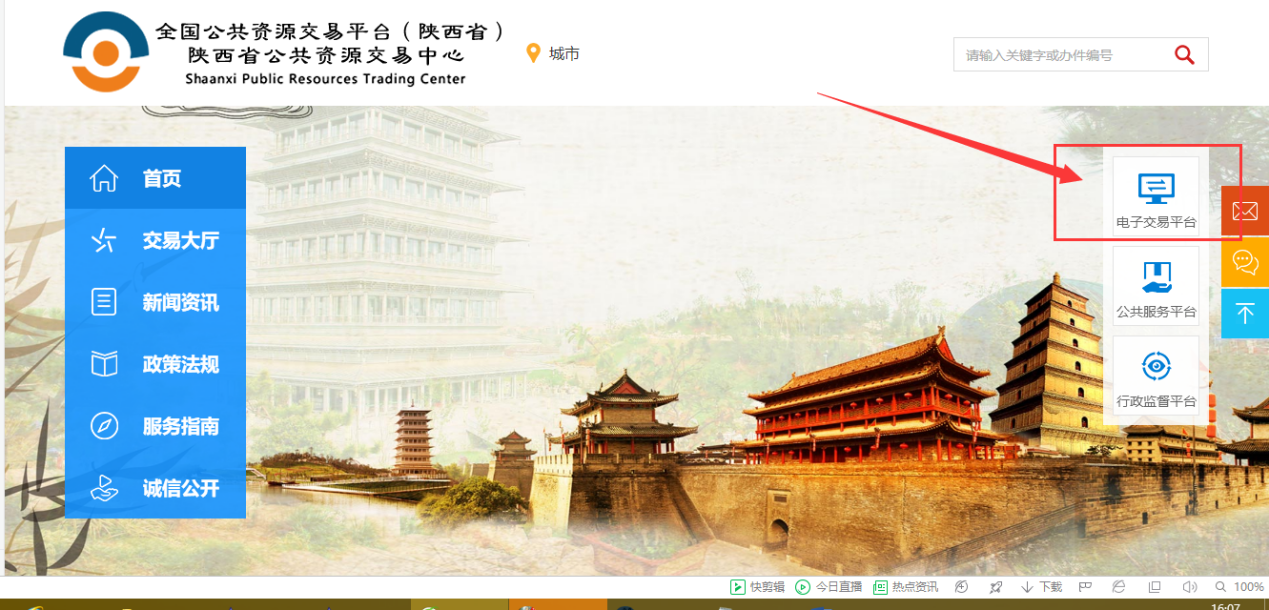 全国公共资源交易平台（陕西省）
陕西省公共资源交易中心
Shaanxi Public Resources Trading Center
城市
请输入关键字或办件编号
首页
交易大厅
新闻资讯
政策法规
服务指南
诚信公开
电子交易平台
公共服务平台
行政监督平台
快剪辑 今日直播 热点资讯 下载 100%
16:07